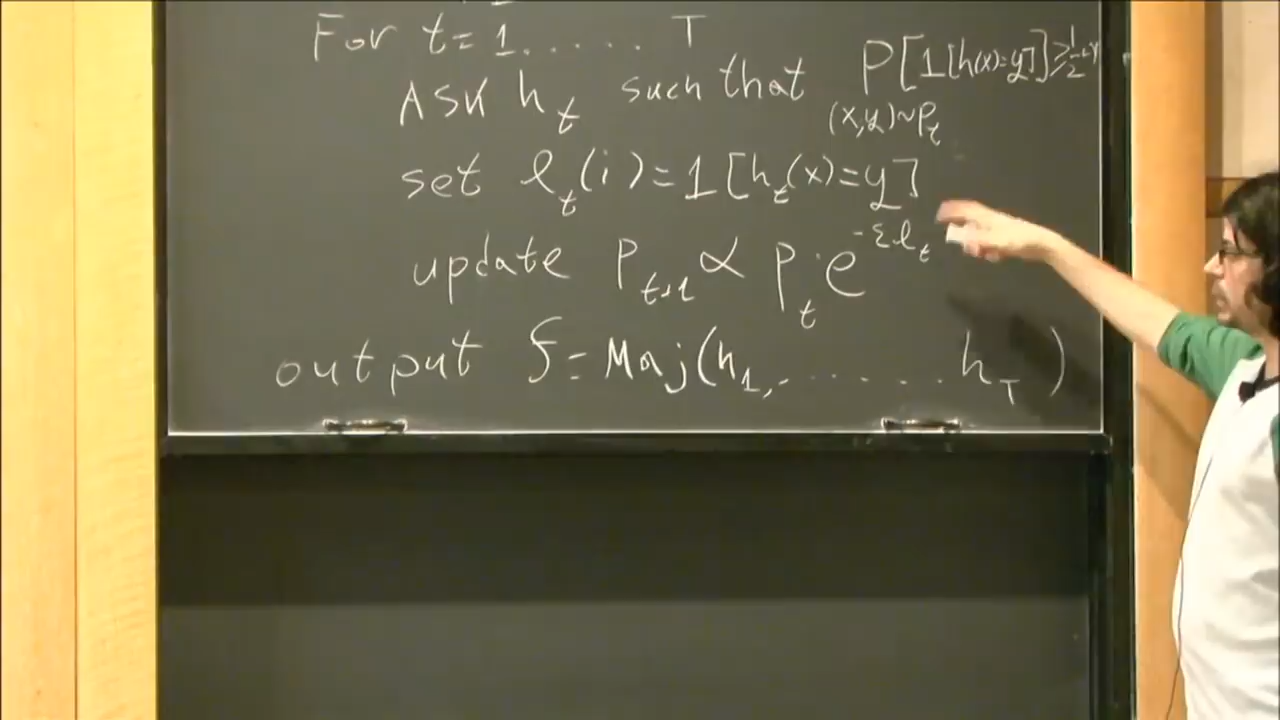 For t = 1 ...... T
ASK h_t such that P[1[h(x)=y]] ≥ 1/2 + γ
(x,y)~P_t
set l_t(i) = 1[h_t(x)=y]
update P_{t+1} ∝ P_t · e^{-εl_t}
output f = Maj(h_1, ........ h_T)